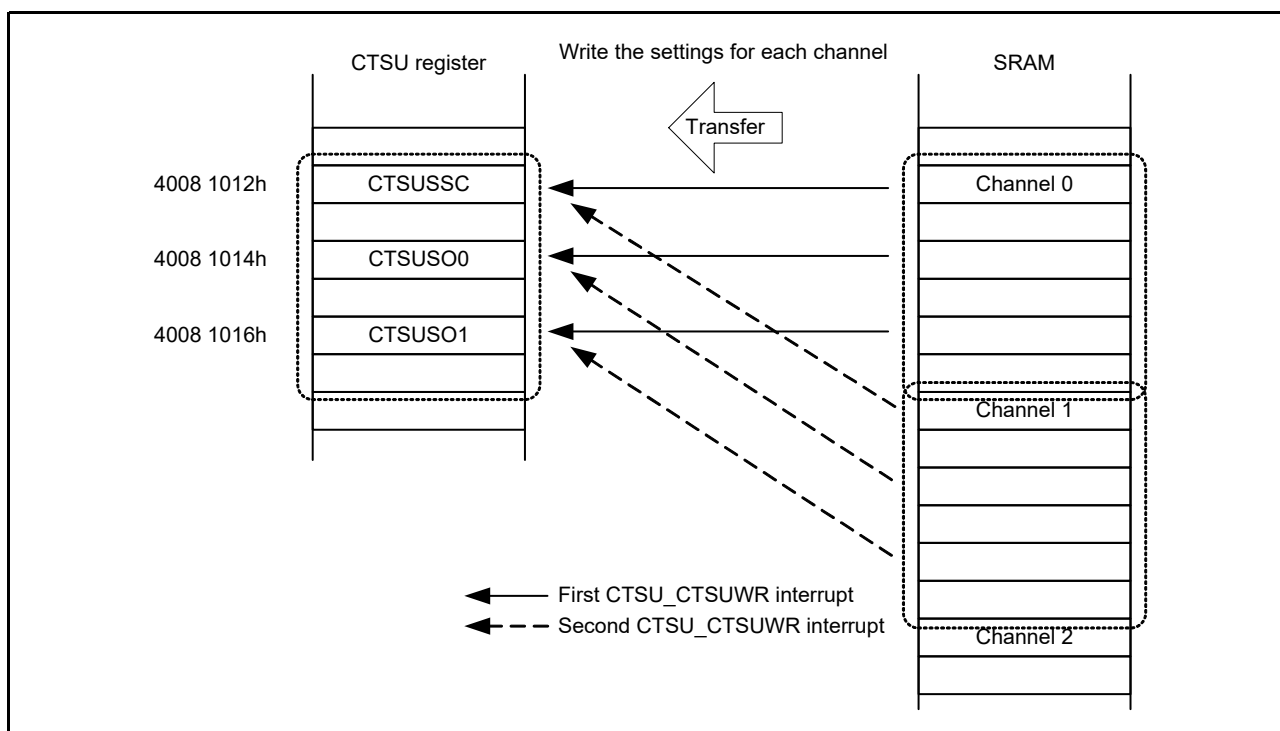 Write the settings for each channel
CTSU register
SRAM
Transfer
4008 1012h
CTSUSSC
Channel 0
4008 1014h
CTSUSO0
4008 1016h
CTSUSO1
Channel 1
First CTSU_CTSUWR interrupt
Second CTSU_CTSUWR interrupt
Channel 2